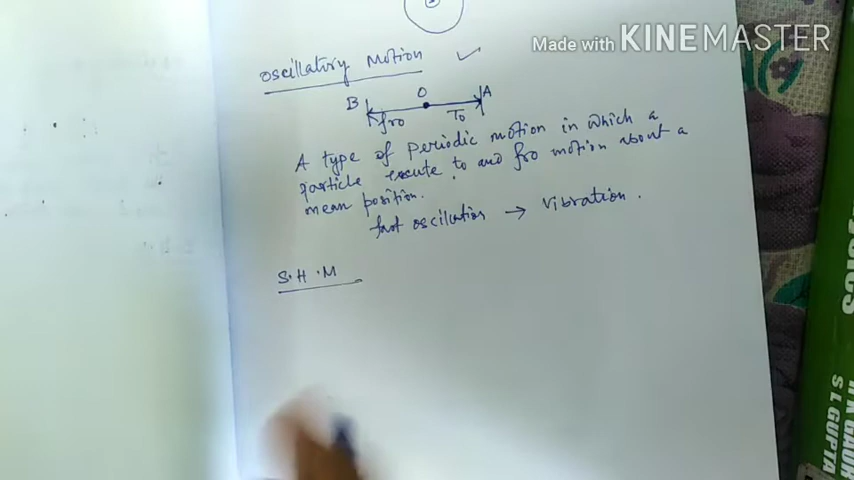 Made with KINEMASTER
oscillatory Motion
B O A
fro To
A type of periodic motion in which a
particle execute to and fro motion about a
mean position.
fast oscillation → vibration.
S.H.M
R K GAUR
S L GUPTA